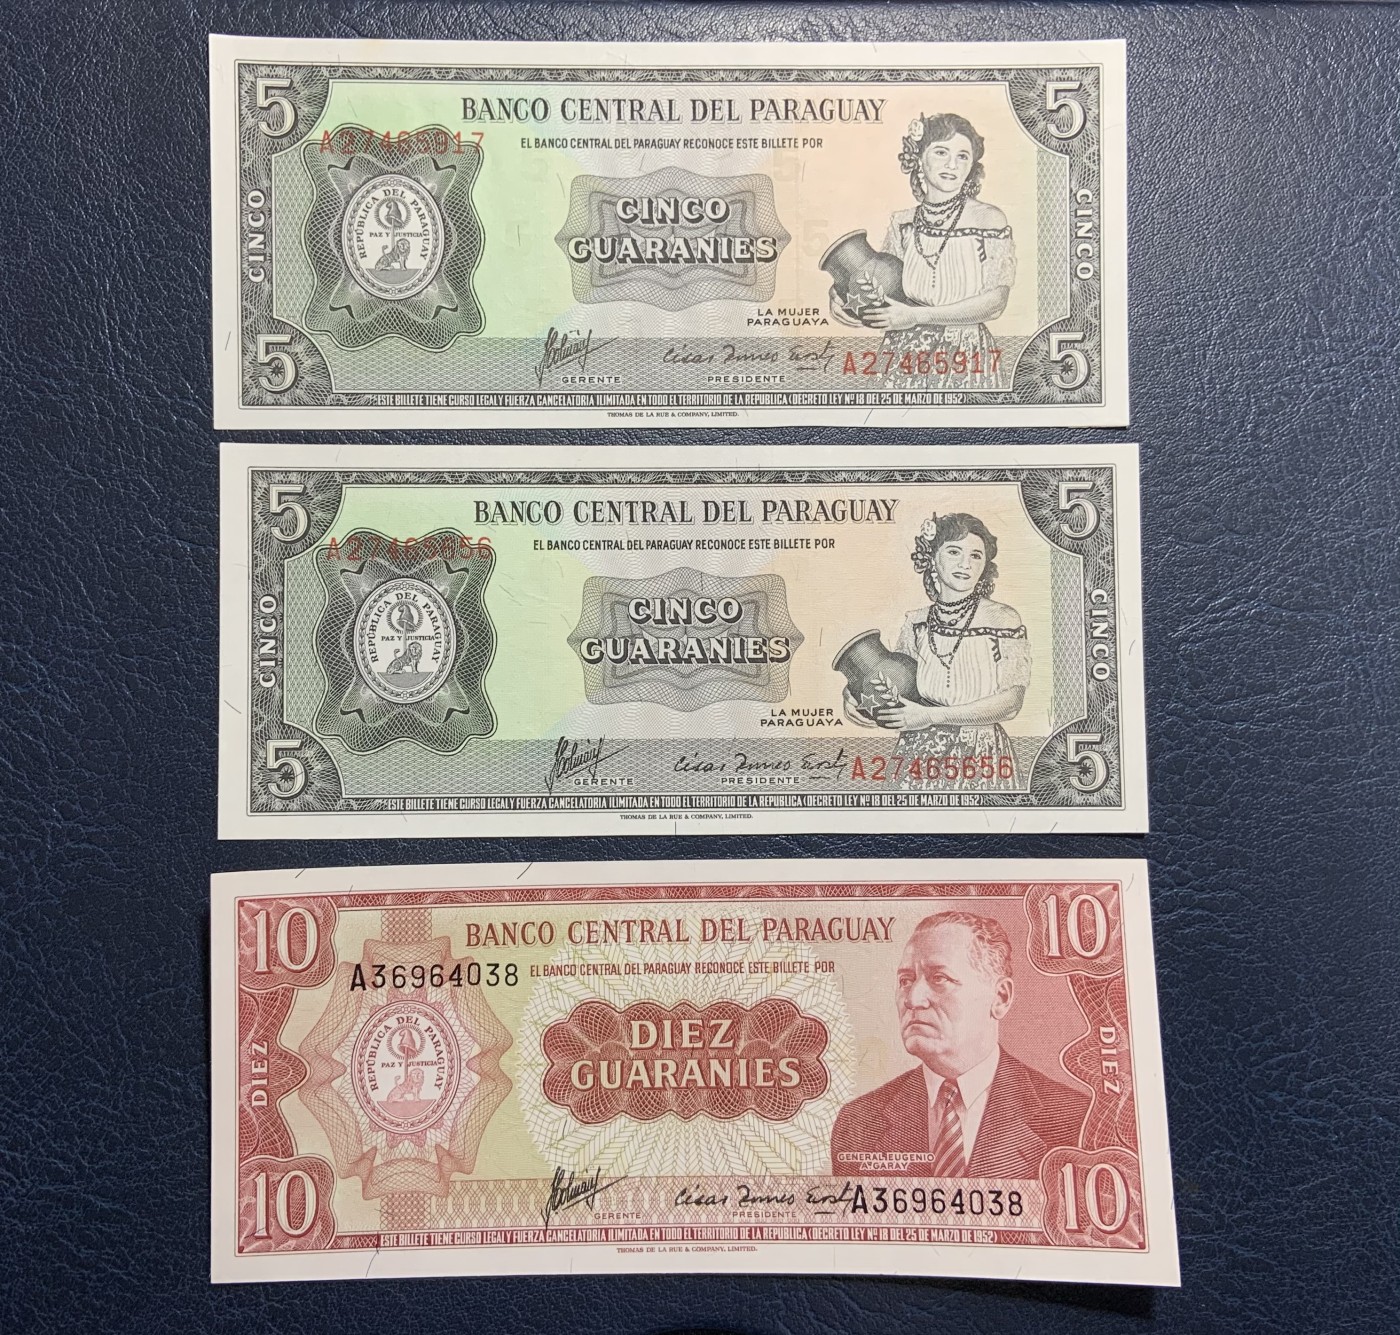 5 BANCO CENTRAL DEL PARAGUAY 5
A27465917 EL BANCO CENTRAL DEL PARAGUAY RECONOCE ESTE BILLETE POR
REPÚBLICA DEL PARAGUAY
PAZ Y JUSTICIA
CINCO
CINCO
GUARANIES
CINCO
LA MUJER
PARAGUAYA
5 5
GERENTE PRESIDENTE A27465917
ESTE BILLETE TIENE CURSO LEGAL Y FUERZA CANCELATORIA ILIMITADA EN TODO EL TERRITORIO DE LA REPUBLICA (DECRETO LEY Nº 18 DEL 25 DE MARZO DE 1952)
THOMAS DE LA RUE & COMPANY, LIMITED.
5 BANCO CENTRAL DEL PARAGUAY 5
A27465656 EL BANCO CENTRAL DEL PARAGUAY RECONOCE ESTE BILLETE POR
REPÚBLICA DEL PARAGUAY
PAZ Y JUSTICIA
CINCO
CINCO
GUARANIES
CINCO
LA MUJER
PARAGUAYA
5 5
GERENTE PRESIDENTE A27465656
ESTE BILLETE TIENE CURSO LEGAL Y FUERZA CANCELATORIA ILIMITADA EN TODO EL TERRITORIO DE LA REPUBLICA (DECRETO LEY Nº 18 DEL 25 DE MARZO DE 1952)
THOMAS DE LA RUE & COMPANY, LIMITED.
10 BANCO CENTRAL DEL PARAGUAY 10
A36964038 EL BANCO CENTRAL DEL PARAGUAY RECONOCE ESTE BILLETE POR
REPÚBLICA DEL PARAGUAY
PAZ Y JUSTICIA
DIEZ
DIEZ
GUARANIES
DIEZ
GENERAL EUGENIO
A. GARAY
10 10
GERENTE PRESIDENTE A36964038
ESTE BILLETE TIENE CURSO LEGAL Y FUERZA CANCELATORIA ILIMITADA EN TODO EL TERRITORIO DE LA REPUBLICA (DECRETO LEY Nº 18 DEL 25 DE MARZO DE 1952)
THOMAS DE LA RUE & COMPANY, LIMITED.